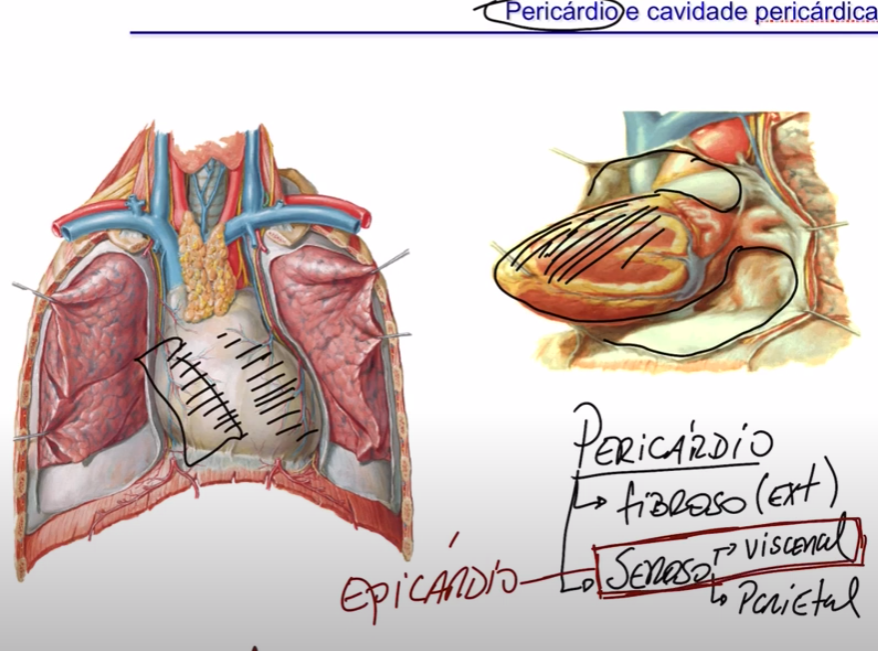 Pericárdio e cavidade pericárdica
PERICÁRDIO
↳ fiBROSO (EXt)
SEROSO ↱ visceral
↳ PARiEtal
EPiCÁRDiO